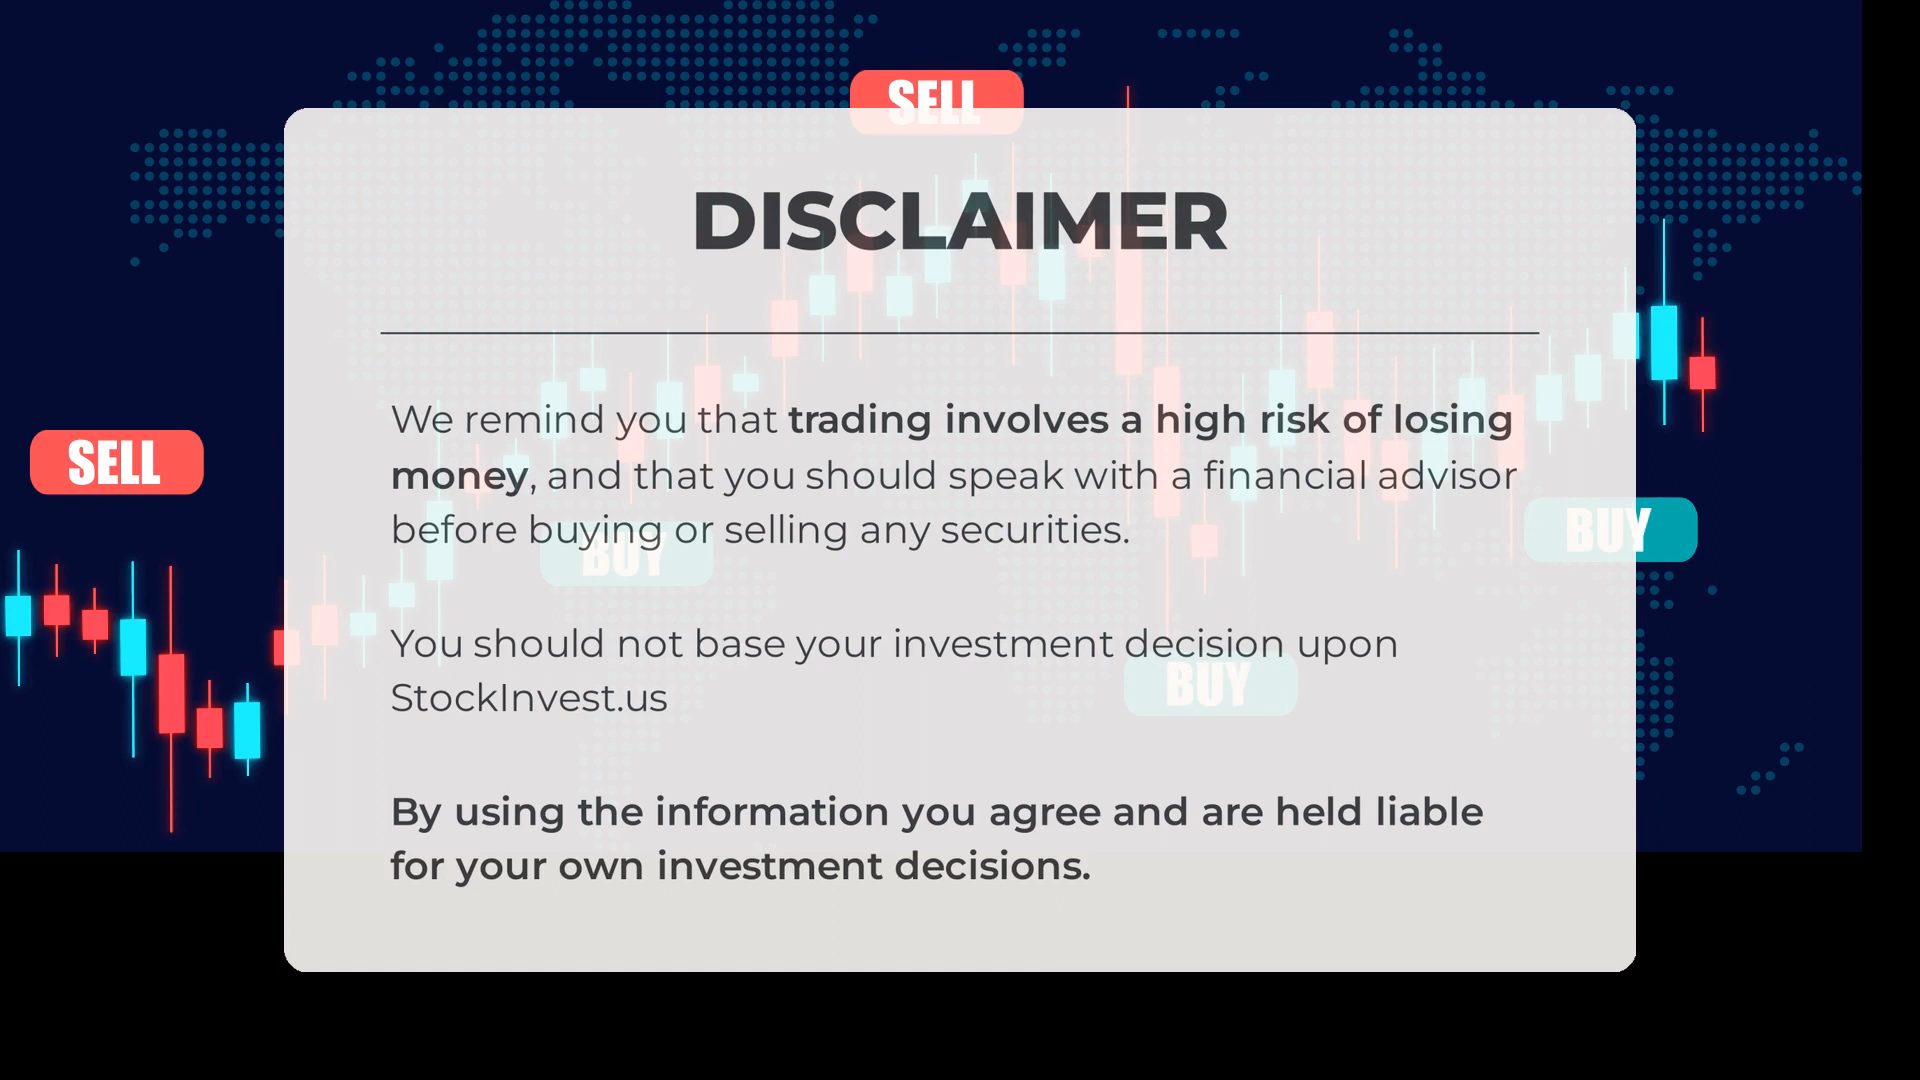 SELL
DISCLAIMER
We remind you that trading involves a high risk of losing
money, and that you should speak with a financial advisor
before buying or selling any securities.
SELL
BUY
BUY
You should not base your investment decision upon
StockInvest.us
BUY
By using the information you agree and are held liable
for your own investment decisions.